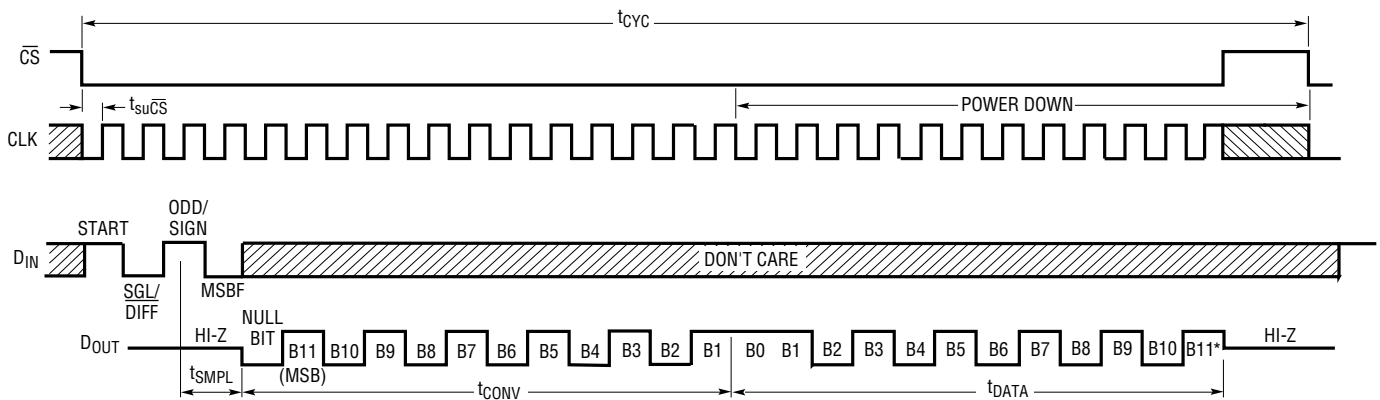 tCYC
CS
tsuCS
POWER DOWN
CLK
START
ODD/
SIGN
DIN
DON'T CARE
SGL/
DIFF
MSBF
NULL
BIT
DOUT
HI-Z
B11 B10 B9 B8 B7 B6 B5 B4 B3 B2 B1 B0 B1 B2 B3 B4 B5 B6 B7 B8 B9 B10 B11*
HI-Z
(MSB)
tSMPL
tCONV
tDATA